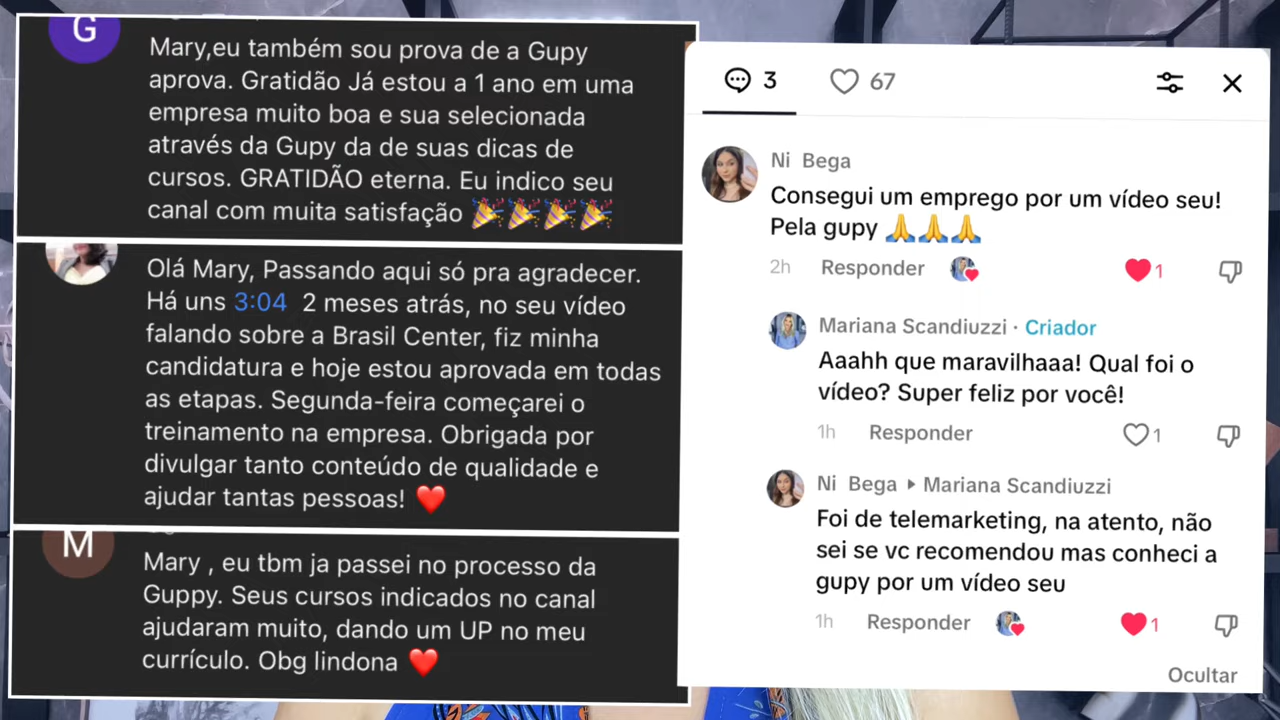 G
Mary,eu também sou prova de a Gupy
aprova. Gratidão Já estou a 1 ano em uma
empresa muito boa e sua selecionada
através da Gupy da de suas dicas de
cursos. GRATIDÃO eterna. Eu indico seu
canal com muita satisfação 🎉🎉🎉🎉
Olá Mary, Passando aqui só pra agradecer.
Há uns 3:04 2 meses atrás, no seu vídeo
falando sobre a Brasil Center, fiz minha
candidatura e hoje estou aprovada em todas
as etapas. Segunda-feira começarei o
treinamento na empresa. Obrigada por
divulgar tanto conteúdo de qualidade e
ajudar tantas pessoas! ❤️
M
Mary , eu tbm ja passei no processo da
Guppy. Seus cursos indicados no canal
ajudaram muito, dando um UP no meu
currículo. Obg lindona ❤️
3 67
Ni Bega
Consegui um emprego por um vídeo seu!
Pela gupy 🙏🙏🙏
2h Responder 1
Mariana Scandiuzzi · Criador
Aaahh que maravilhaaa! Qual foi o
vídeo? Super feliz por você!
1h Responder 1
Ni Bega ▸ Mariana Scandiuzzi
Foi de telemarketing, na atento, não
sei se vc recomendou mas conheci a
gupy por um vídeo seu
1h Responder 1
Ocultar